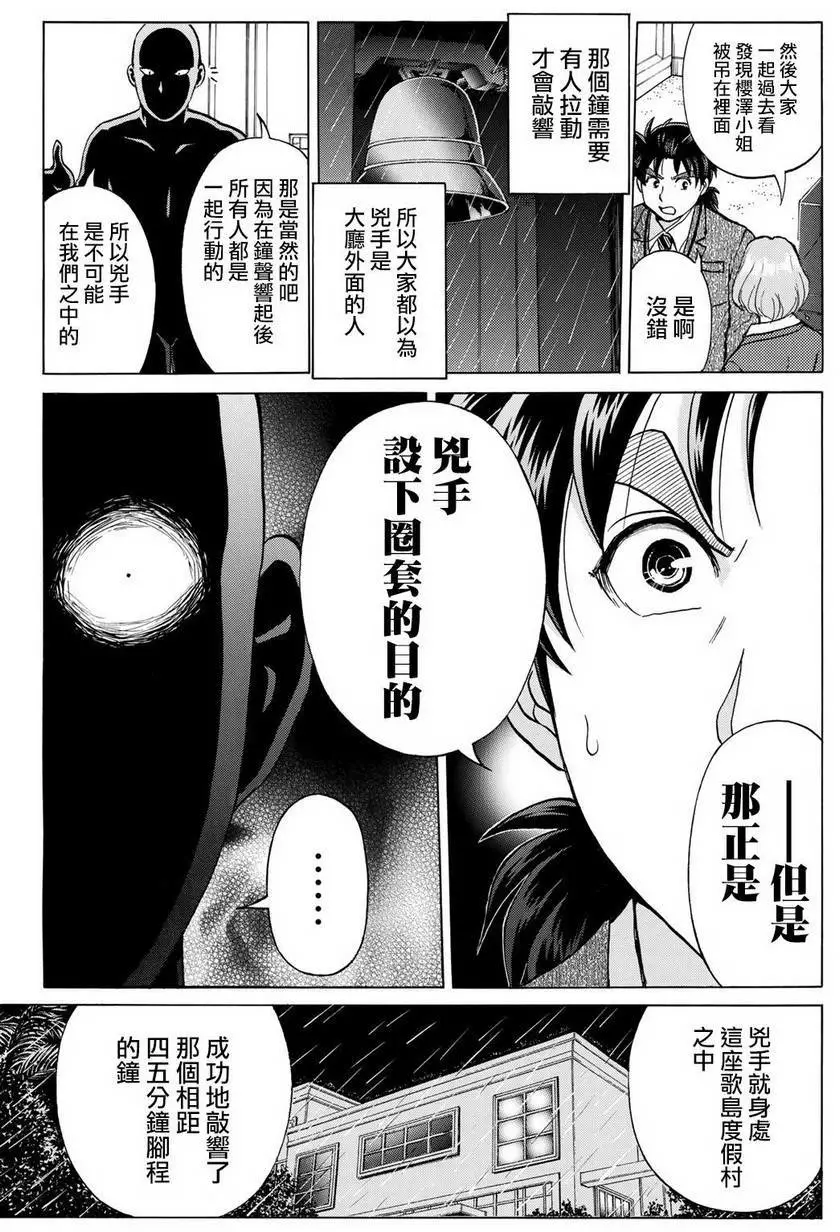 然後大家
一起過去看
發現櫻澤小姐
被吊在裡面
是啊
沒錯
那個鐘需要
有人拉動
才會敲響
所以大家都以為
兇手是
大廳外面的人
那是當然的吧
因為在鐘聲響起後
所有人都是
一起行動的
所以兇手
是不可能
在我們之中的
——但是
那正是
兇手
設下圈套的目的
……
兇手就身處
這座歌島度假村
之中
成功地敲響了
那個相距
四五分鐘腳程
的鐘